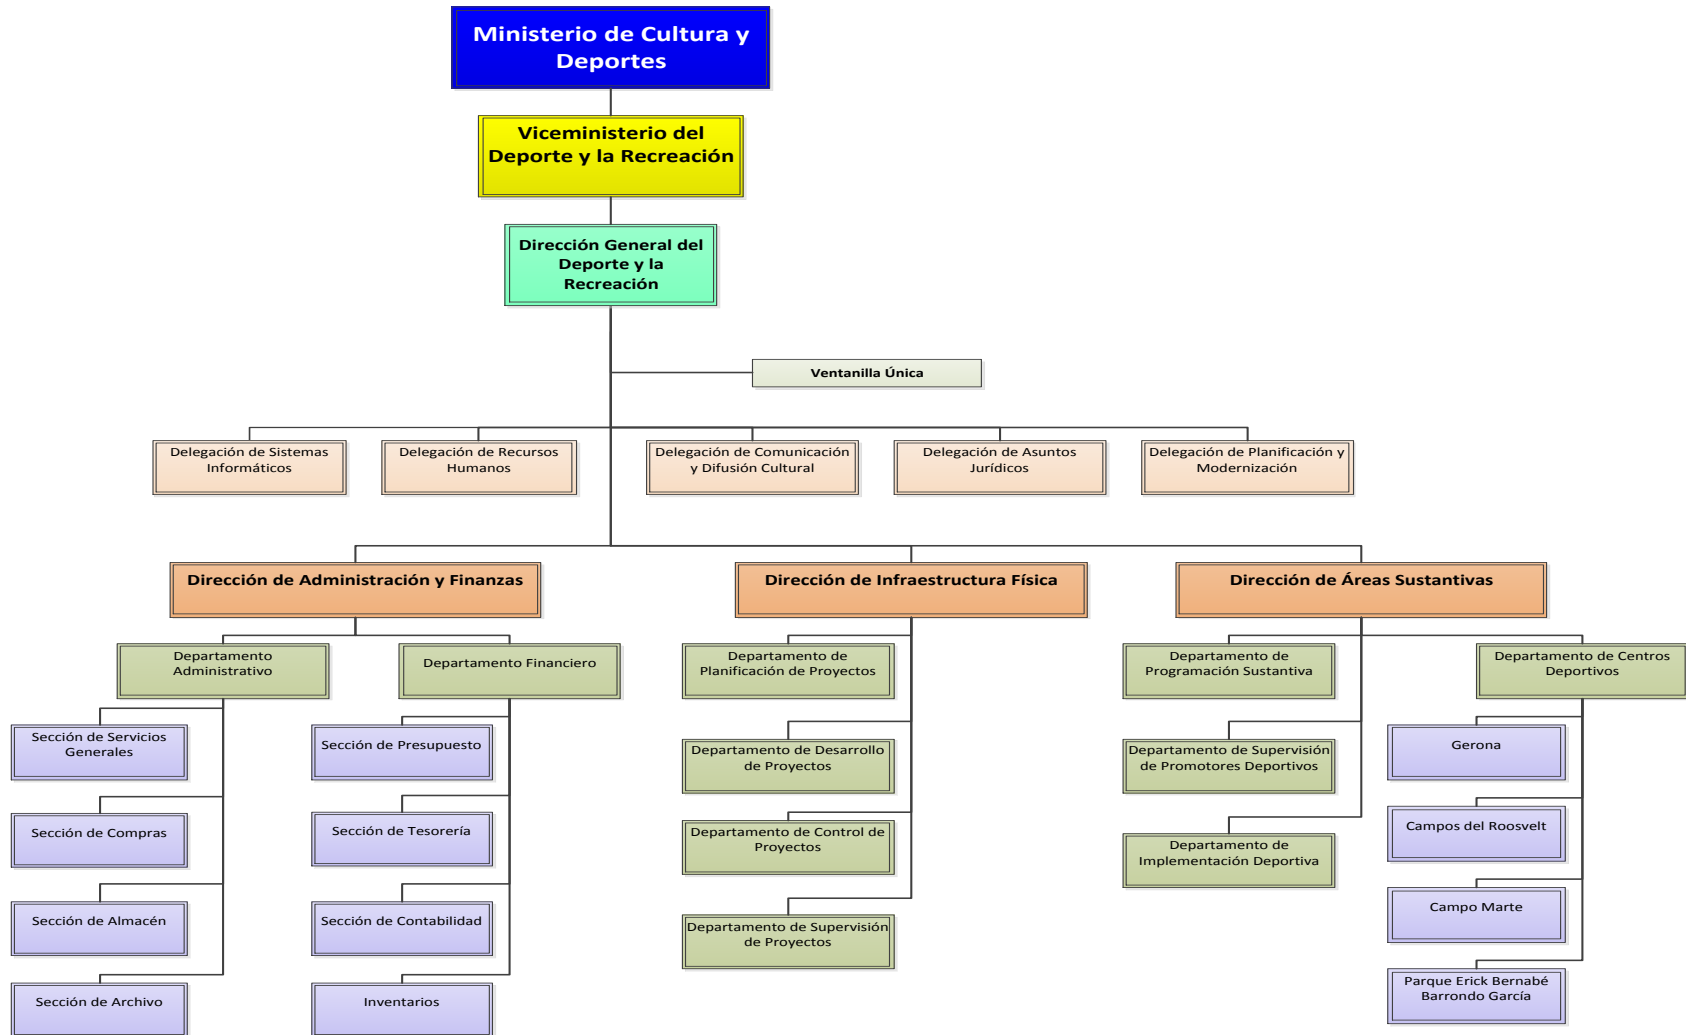 Ministerio de Cultura y
Deportes
Viceministerio del
Deporte y la Recreación
Dirección General del
Deporte y la
Recreación
Ventanilla Única
Delegación de Sistemas
Informáticos
Delegación de Recursos
Humanos
Delegación de Comunicación
y Difusión Cultural
Delegación de Asuntos
Jurídicos
Delegación de Planificación y
Modernización
Dirección de Administración y Finanzas
Dirección de Infraestructura Física
Dirección de Áreas Sustantivas
Departamento
Administrativo
Departamento Financiero
Departamento de
Planificación de Proyectos
Departamento de
Programación Sustantiva
Departamento de Centros
Deportivos
Sección de Servicios
Generales
Sección de Presupuesto
Departamento de Desarrollo
de Proyectos
Departamento de Supervisión
de Promotores Deportivos
Gerona
Sección de Compras
Sección de Tesorería
Departamento de Control de
Proyectos
Departamento de
Implementación Deportiva
Campos del Roosvelt
Sección de Almacén
Sección de Contabilidad
Departamento de Supervisión
de Proyectos
Campo Marte
Sección de Archivo
Inventarios
Parque Erick Bernabé
Barrondo García